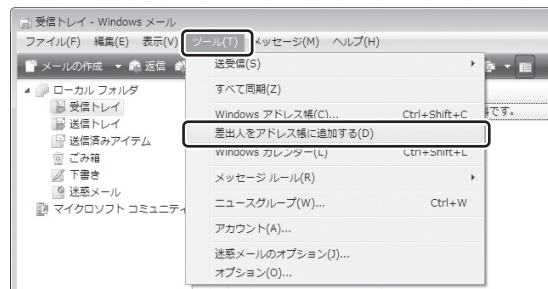 受信トレイ - Windows メール
ファイル(F) 編集(E) 表示(V) ツール(T) メッセージ(M) ヘルプ(H)
メールの作成 返信
送受信(S)
すべて同期(Z)
Windows アドレス帳(C)... Ctrl+Shift+C
差出人をアドレス帳に追加する(D)
Windows カレンダー(L) Ctrl+Shift+L
メッセージ ルール(R)
ニュースグループ(W)... Ctrl+W
アカウント(A)...
迷惑メールのオプション(J)...
オプション(O)...
ローカル フォルダ
受信トレイ
送信トレイ
送信済みアイテム
ごみ箱
下書き
迷惑メール
マイクロソフト コミュニティ
です。